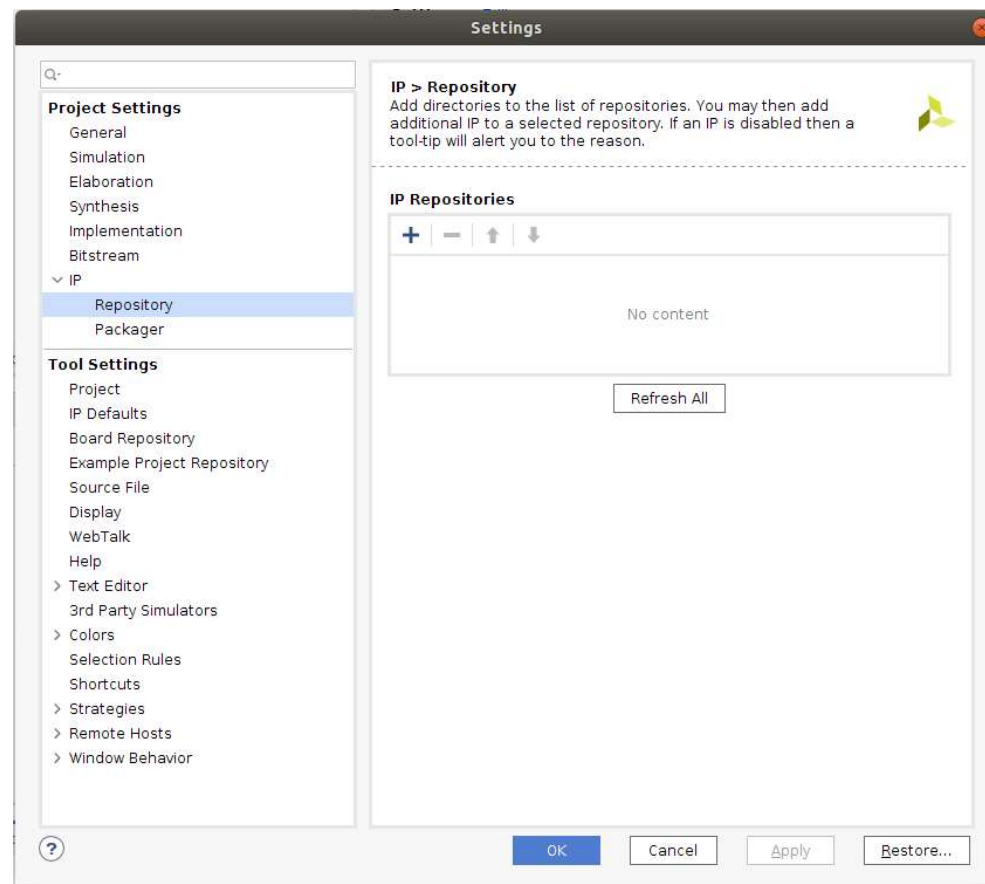 Settings
Q-
Project Settings
General
Simulation
Elaboration
Synthesis
Implementation
Bitstream
IP
Repository
Packager
Tool Settings
Project
IP Defaults
Board Repository
Example Project Repository
Source File
Display
WebTalk
Help
Text Editor
3rd Party Simulators
Colors
Selection Rules
Shortcuts
Strategies
Remote Hosts
Window Behavior
IP > Repository
Add directories to the list of repositories. You may then add
additional IP to a selected repository. If an IP is disabled then a
tool-tip will alert you to the reason.
IP Repositories
No content
Refresh All
?
OK
Cancel
Apply
Restore...